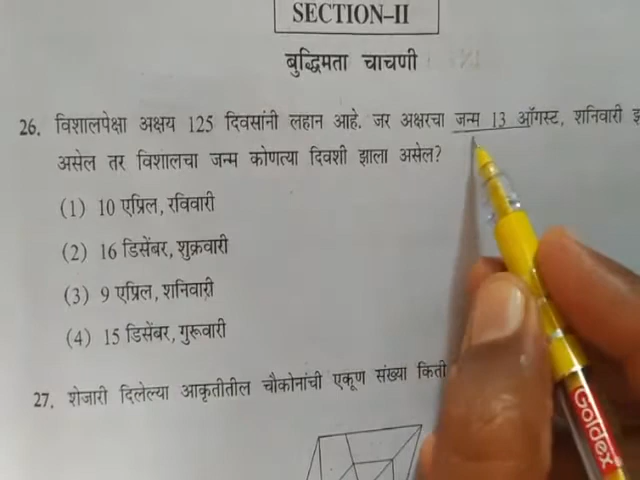 SECTION–II
बुद्धिमता चाचणी
26. विशालपेक्षा अक्षय 125 दिवसांनी लहान आहे. जर अक्षरचा जन्म 13 ऑगस्ट, शनिवारी
असेल तर विशालचा जन्म कोणत्या दिवशी झाला असेल?
(1) 10 एप्रिल, रविवारी
(2) 16 डिसेंबर, शुक्रवारी
(3) 9 एप्रिल, शनिवारी
(4) 15 डिसेंबर, गुरूवारी
27. शेजारी दिलेल्या आकृतीतील चौकोनांची एकूण संख्या किती
Goldex